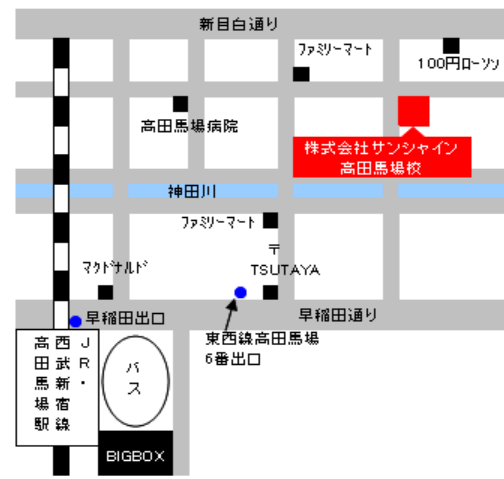 新目白通り
ファミリーマート
100円ローソン
高田馬場病院
株式会社サンシャイン
高田馬場校
神田川
ファミリーマート
〒
TSUTAYA
マクドナルド
早稲田出口
早稲田通り
東西線高田馬場
6番出口
JR・
西武新宿線
高田馬場駅
バス
BIGBOX